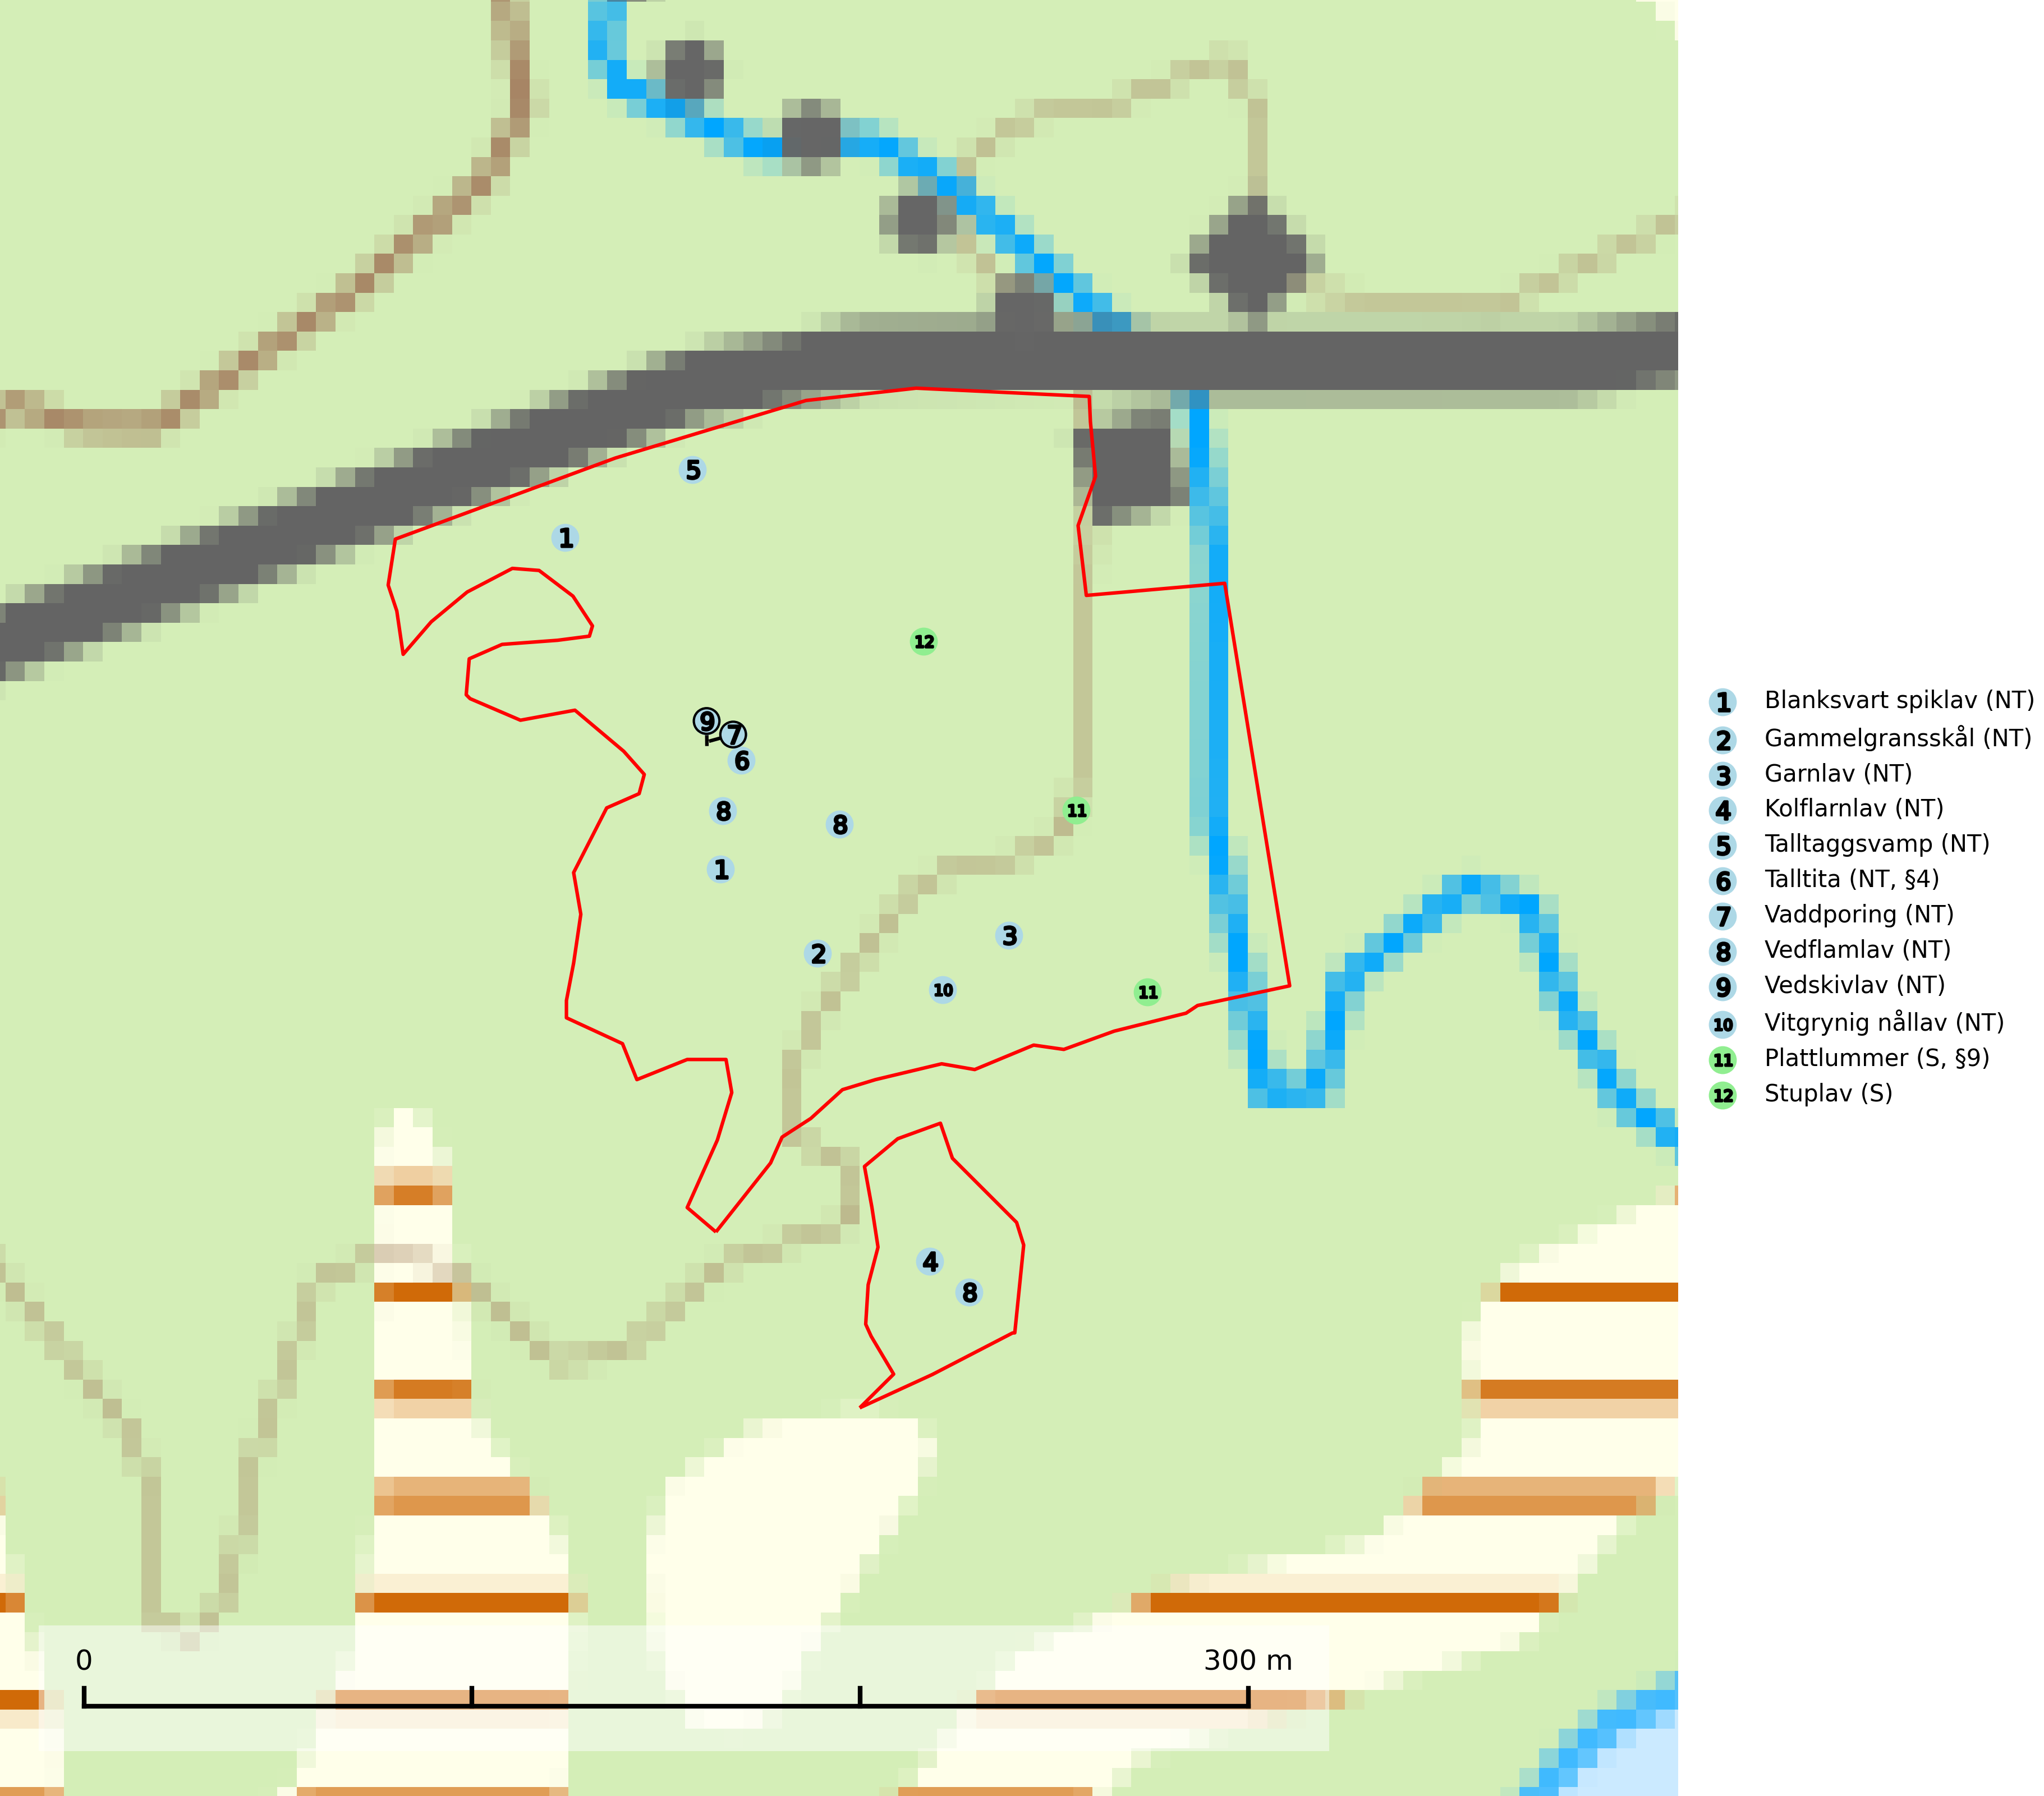 5
1
12
9
7
6
8
8
11
1
3
2
10
11
4
8
0
300 m
1 Blanksvart spiklav (NT)
2 Gammelgransskål (NT)
3 Garnlav (NT)
4 Kolflarnlav (NT)
5 Talltaggsvamp (NT)
6 Talltita (NT, §4)
7 Vaddporing (NT)
8 Vedflamlav (NT)
9 Vedskivlav (NT)
10 Vitgrynig nållav (NT)
11 Plattlummer (S, §9)
12 Stuplav (S)